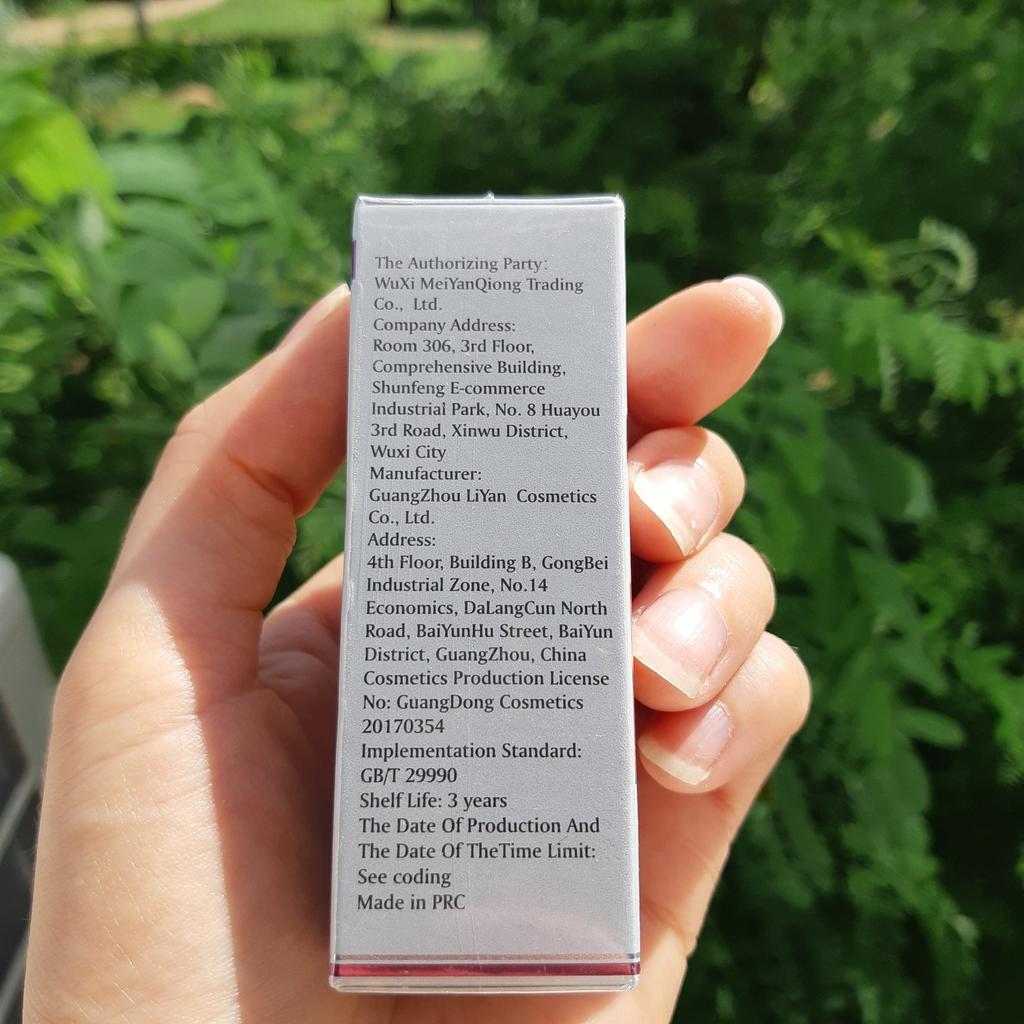 The Authorizing Party:
WuXi MeiYanQiong Trading
Co., Ltd.
Company Address:
Room 306, 3rd Floor,
Comprehensive Building,
Shunfeng E-commerce
Industrial Park, No. 8 Huayou
3rd Road, Xinwu District,
Wuxi City
Manufacturer:
GuangZhou LiYan Cosmetics
Co., Ltd.
Address:
4th Floor, Building B, GongBei
Industrial Zone, No.14
Economics, DaLangCun North
Road, BaiYunHu Street, BaiYun
District, GuangZhou, China
Cosmetics Production License
No: GuangDong Cosmetics
20170354
Implementation Standard:
GB/T 29990
Shelf Life: 3 years
The Date Of Production And
The Date Of TheTime Limit:
See coding
Made in PRC